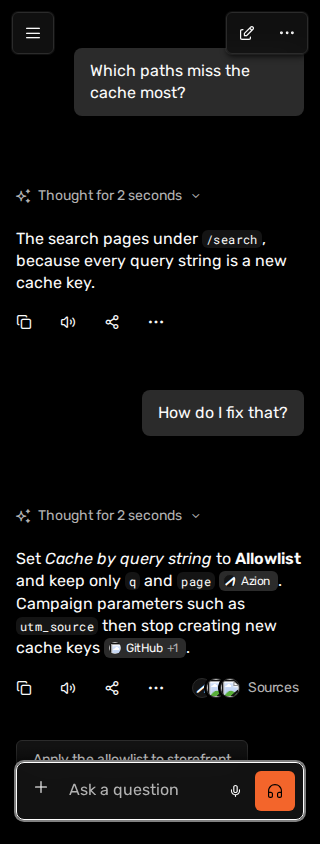 Which paths miss the
cache most?
Thought for 2 seconds
The search pages under /search,
because every query string is a new
cache key.
How do I fix that?
Thought for 2 seconds
Set Cache by query string to Allowlist
and keep only q and page Azion.
Campaign parameters such as
utm_source then stop creating new
cache keys GitHub +1.
Sources
Apply the allowlist to storefront
Ask a question